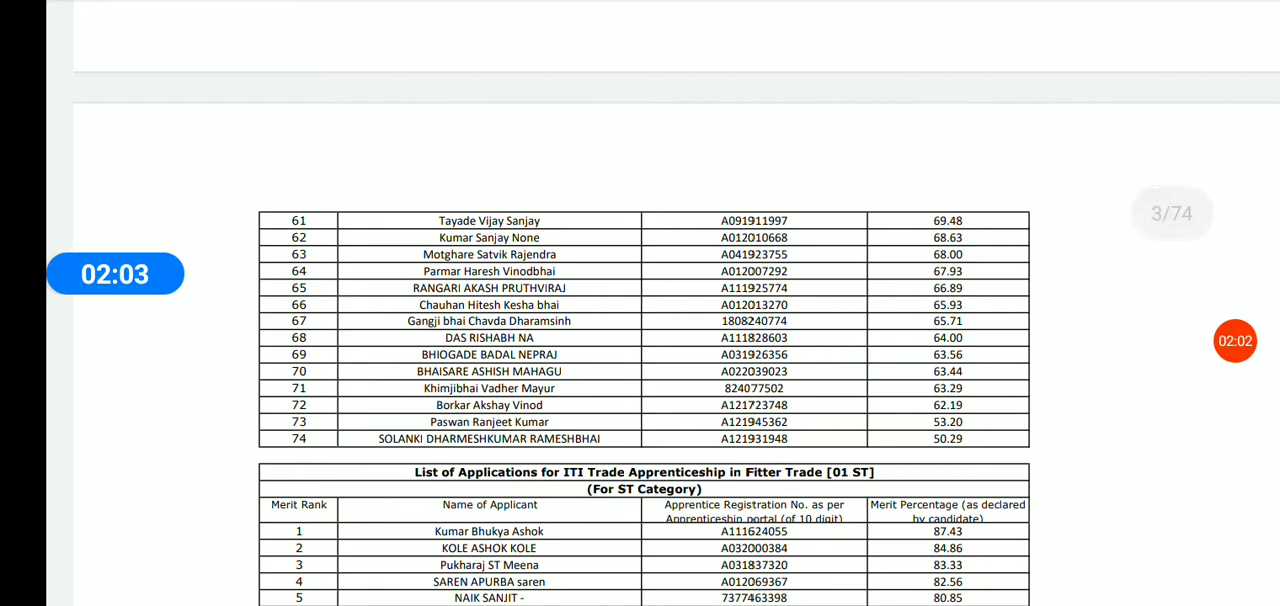 3/74
02:03
02:02
61 Tayade Vijay Sanjay A091911997 69.48
62 Kumar Sanjay None A012010668 68.63
63 Motghare Satvik Rajendra A041923755 68.00
64 Parmar Haresh Vinodbhai A012007292 67.93
65 RANGARI AKASH PRUTHVIRAJ A111925774 66.89
66 Chauhan Hitesh Kesha bhai A012013270 65.93
67 Gangji bhai Chavda Dharamsinh 1808240774 65.71
68 DAS RISHABH NA A111828603 64.00
69 BHIOGADE BADAL NEPRAJ A031926356 63.56
70 BHAISARE ASHISH MAHAGU A022039023 63.44
71 Khimjibhai Vadher Mayur 824077502 63.29
72 Borkar Akshay Vinod A121723748 62.19
73 Paswan Ranjeet Kumar A121945362 53.20
74 SOLANKI DHARMESHKUMAR RAMESHBHAI A121931948 50.29
List of Applications for ITI Trade Apprenticeship in Fitter Trade [01 ST]
(For ST Category)
Merit Rank Name of Applicant Apprentice Registration No. as per Merit Percentage (as declared
Apprenticeship portal (of 10 digit) by candidate)
1 Kumar Bhukya Ashok A111624055 87.43
2 KOLE ASHOK KOLE A032000384 84.86
3 Pukharaj ST Meena A031837320 83.33
4 SAREN APURBA saren A012069367 82.56
5 NAIK SANJIT - 7377463398 80.85